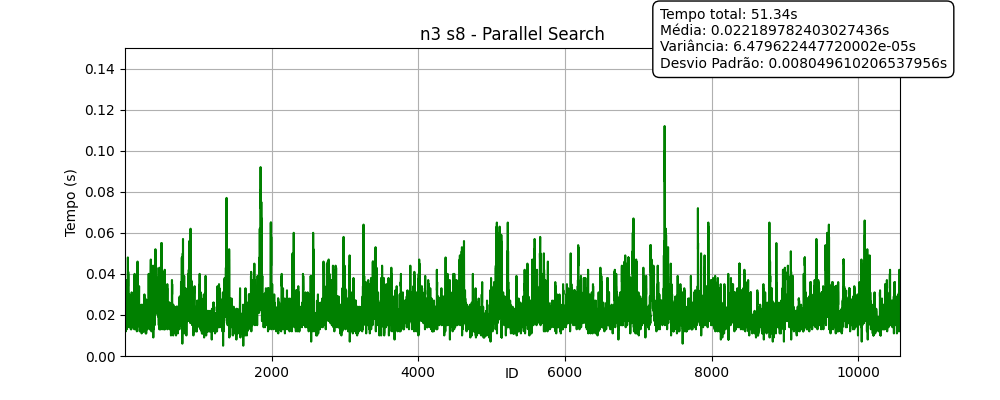 Tempo total: 51.34s
Média: 0.022189782403027436s
Variância: 6.479622447720002e-05s
Desvio Padrão: 0.008049610206537956s
n3 s8 - Parallel Search
0.14
0.12
0.10
0.08
0.06
0.04
0.02
0.00
Tempo (s)
2000 4000 6000 8000 10000
ID